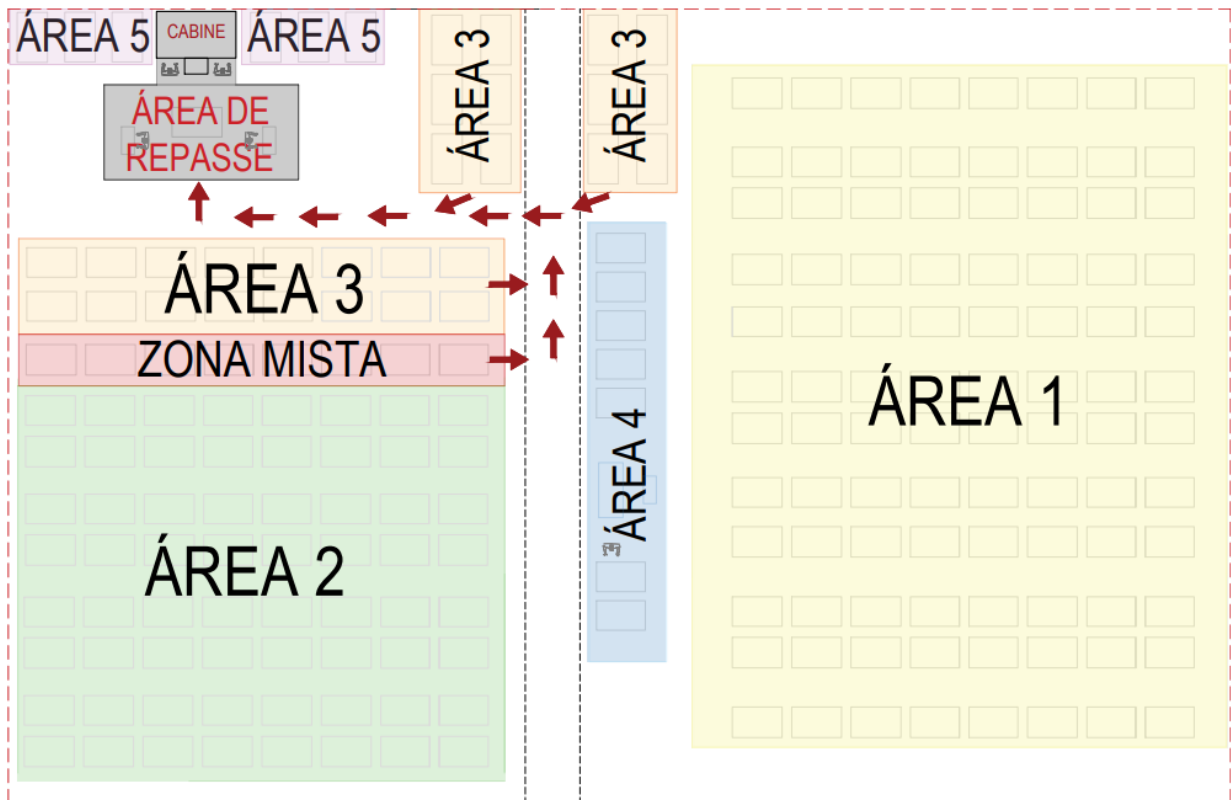 ÁREA 5
CABINE
ÁREA 5
ÁREA DE
REPASSE
ÁREA 3
ÁREA 3
ÁREA 3
ZONA MISTA
ÁREA 2
ÁREA 4
ÁREA 1